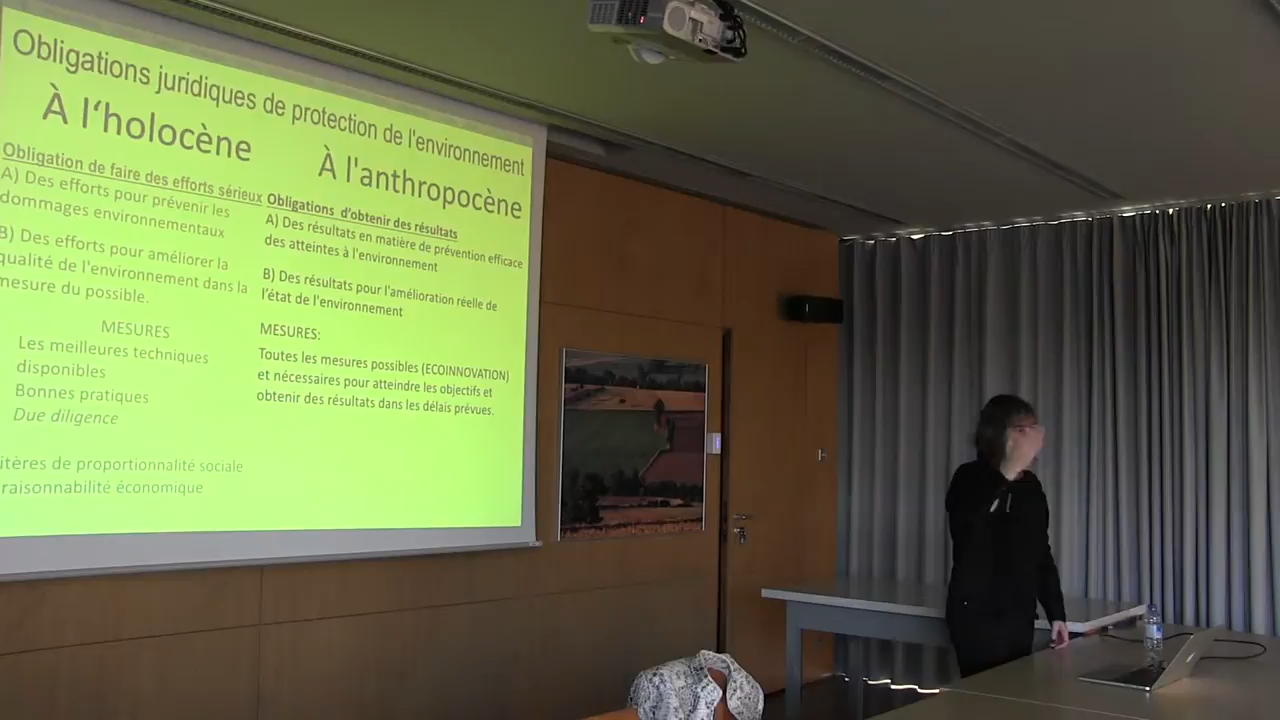 Obligations juridiques de protection de l'environnement
À l‘holocène
Obligation de faire des efforts sérieux
A) Des efforts pour prévenir les
dommages environnementaux
B) Des efforts pour améliorer la
qualité de l'environnement dans la
mesure du possible.
MESURES
Les meilleures techniques
disponibles
Bonnes pratiques
Due diligence
itères de proportionnalité sociale
raisonnabilité économique
À l'anthropocène
Obligations d’obtenir des résultats
A) Des résultats en matière de prévention efficace
des atteintes à l'environnement
B) Des résultats pour l'amélioration réelle de
l’état de l'environnement
MESURES:
Toutes les mesures possibles (ECOINNOVATION)
et nécessaires pour atteindre les objectifs et
obtenir des résultats dans les délais prévues.